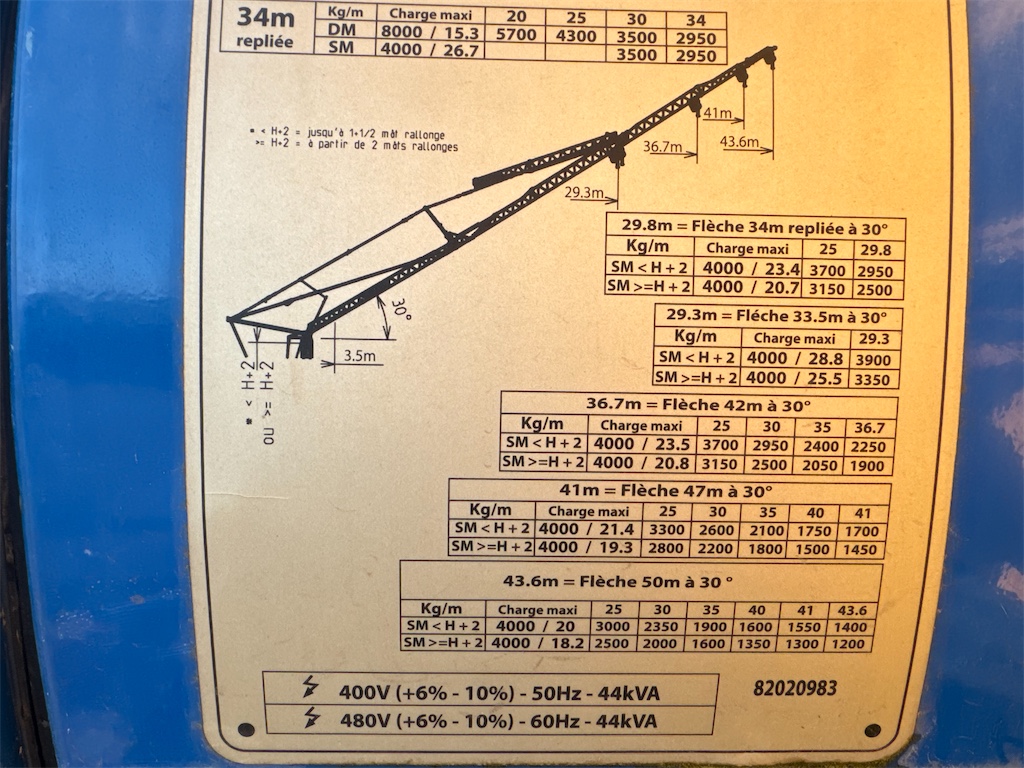 34m repliée
Kg/m Charge maxi 20 25 30 34
DM 8000 / 15.3 5700 4300 3500 2950
SM 4000 / 26.7 3500 2950
* < H+2 = jusqu'à 1+1/2 mât rallonge
>= H+2 = à partir de 2 mâts rallonges
41m
36.7m
43.6m
29.3m
30°
3.5m
* < H+2
ou >= H+2
29.8m = Flèche 34m repliée à 30°
Kg/m Charge maxi 25 29.8
SM < H + 2 4000 / 23.4 3700 2950
SM >=H + 2 4000 / 20.7 3150 2500
29.3m = Fléche 33.5m à 30°
Kg/m Charge maxi 29.3
SM < H + 2 4000 / 28.8 3900
SM >=H + 2 4000 / 25.5 3350
36.7m = Flèche 42m à 30°
Kg/m Charge maxi 25 30 35 36.7
SM < H + 2 4000 / 23.5 3700 2950 2400 2250
SM >=H + 2 4000 / 20.8 3150 2500 2050 1900
41m = Flèche 47m à 30°
Kg/m Charge maxi 25 30 35 40 41
SM < H + 2 4000 / 21.4 3300 2600 2100 1750 1700
SM >=H + 2 4000 / 19.3 2800 2200 1800 1500 1450
43.6m = Flèche 50m à 30 °
Kg/m Charge maxi 25 30 35 40 41 43.6
SM < H + 2 4000 / 20 3000 2350 1900 1600 1550 1400
SM >=H + 2 4000 / 18.2 2500 2000 1600 1350 1300 1200
400V (+6% - 10%) - 50Hz - 44kVA
480V (+6% - 10%) - 60Hz - 44kVA
82020983